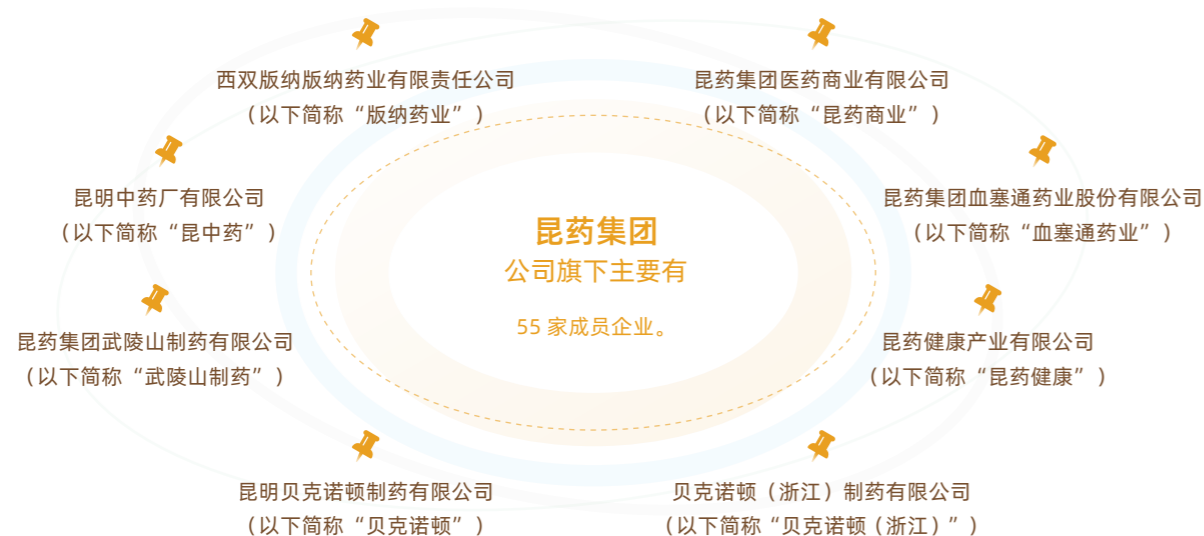 西双版纳版纳药业有限责任公司
（以下简称“版纳药业”）
昆药集团医药商业有限公司
（以下简称“昆药商业”）
昆明中药厂有限公司
（以下简称“昆中药”）
昆药集团血塞通药业股份有限公司
（以下简称“血塞通药业”）
昆药集团
公司旗下主要有
55 家成员企业。
昆药集团武陵山制药有限公司
（以下简称“武陵山制药”）
昆药健康产业有限公司
（以下简称“昆药健康”）
昆明贝克诺顿制药有限公司
（以下简称“贝克诺顿”）
贝克诺顿（浙江）制药有限公司
（以下简称“贝克诺顿（浙江）”）